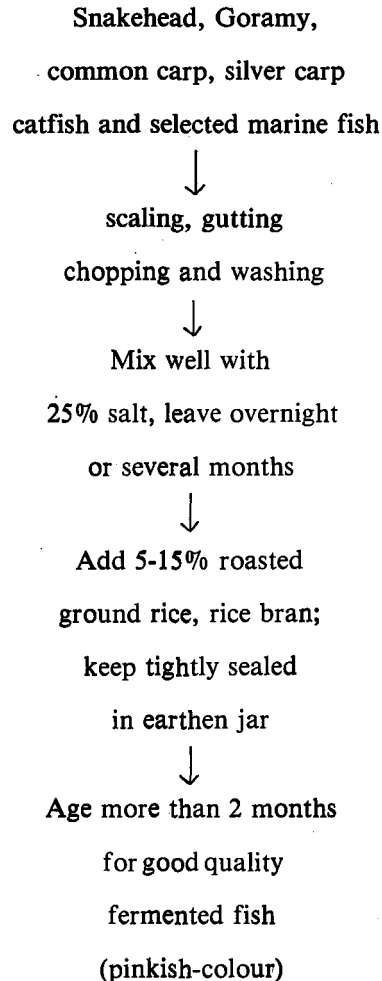 Snakehead, Goramy,
common carp, silver carp
catfish and selected marine fish
scaling, gutting
chopping and washing
Mix well with
25% salt, leave overnight
or several months
Add 5-15% roasted
ground rice, rice bran;
keep tightly sealed
in earthen jar
Age more than 2 months
for good quality
fermented fish
(pinkish-colour)